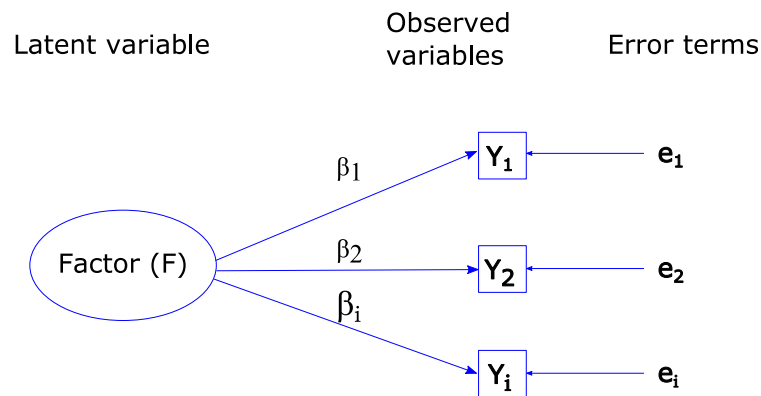 Latent variable
Observed
variables
Error terms
β1
Y1
e1
Factor (F)
β2
Y2
e2
βi
Yi
ei